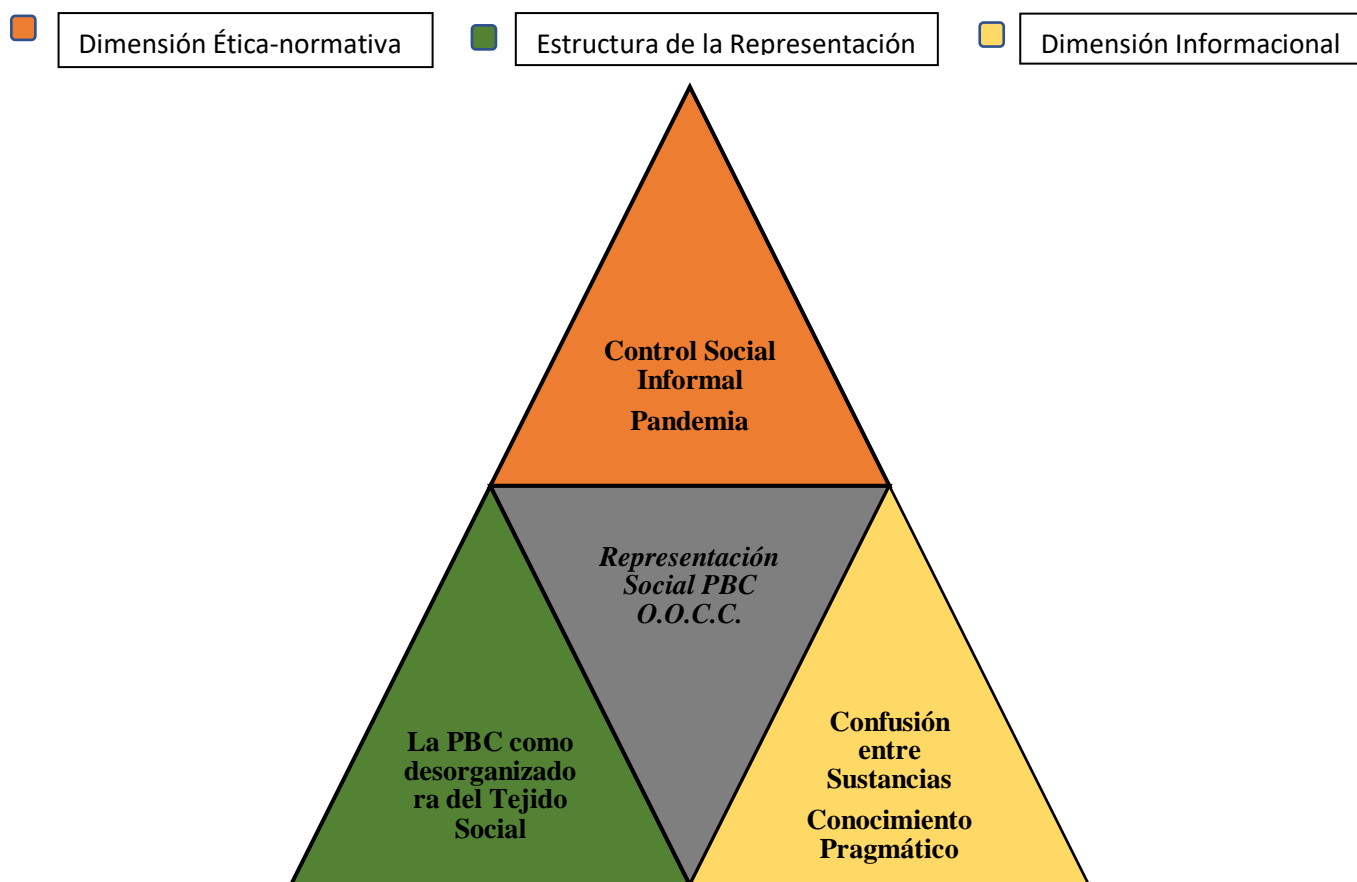 Dimensión Ética-normativa
Estructura de la Representación
Dimensión Informacional
Control Social
Informal
Pandemia
Representación
Social PBC
O.O.C.C.
La PBC como
desorganizado
ra del Tejido
Social
Confusión
entre
Sustancias
Conocimiento
Pragmático